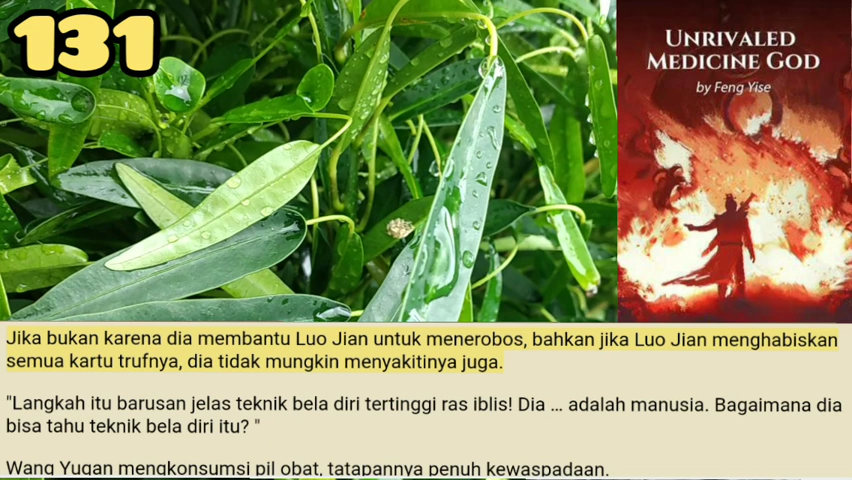 131
UNRIVALED
MEDICINE GOD
by Feng Yise
Jika bukan karena dia membantu Luo Jian untuk menerobos, bahkan jika Luo Jian menghabiskan
semua kartu trufnya, dia tidak mungkin menyakitinya juga.
"Langkah itu barusan jelas teknik bela diri tertinggi ras iblis! Dia ... adalah manusia. Bagaimana dia
bisa tahu teknik bela diri itu? "
Wang Yugan mengkonsumsi pil obat, tatapannya penuh kewaspadaan.